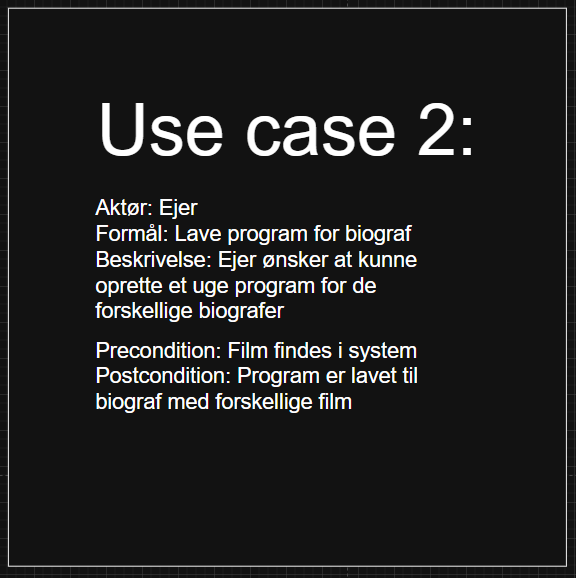 Use case 2:
Aktør: Ejer
Formål: Lave program for biograf
Beskrivelse: Ejer ønsker at kunne
oprette et uge program for de
forskellige biografer
Precondition: Film findes i system
Postcondition: Program er lavet til
biograf med forskellige film